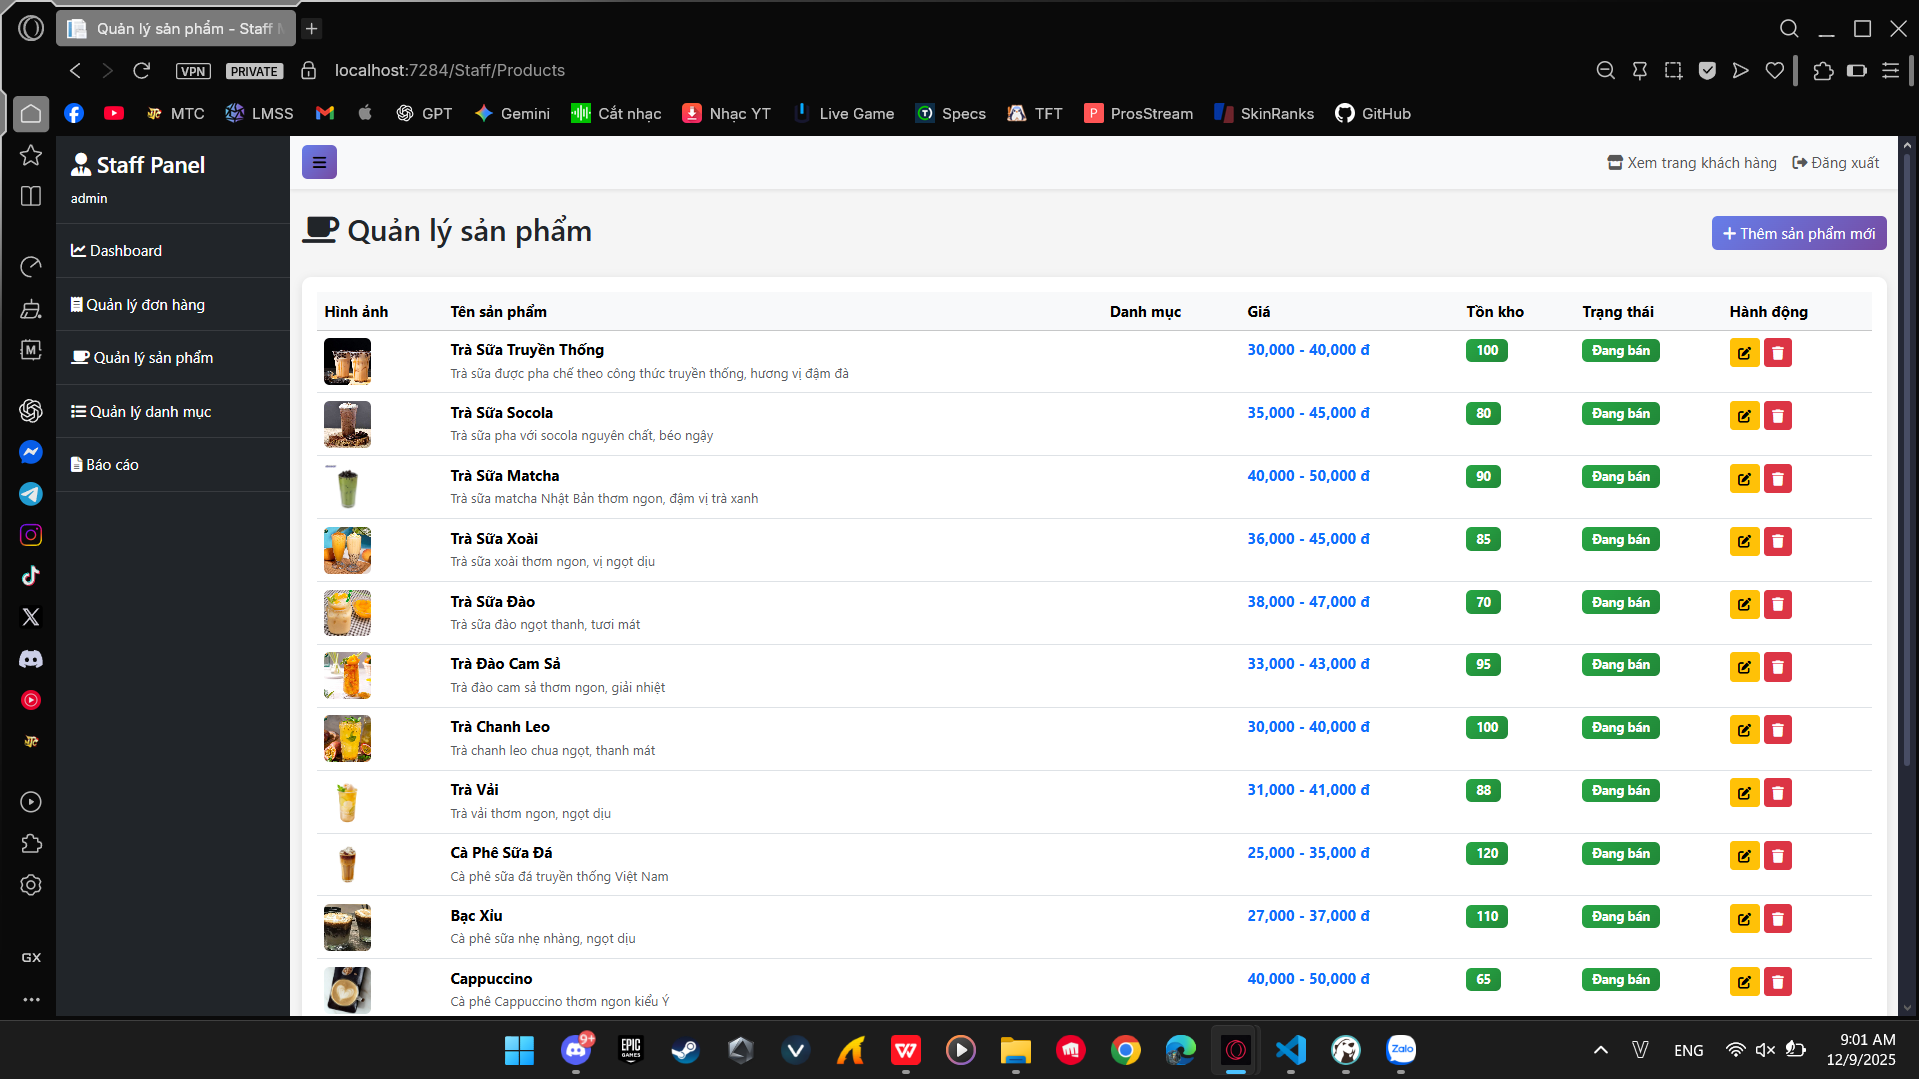 Quản lý sản phẩm - Staff
VPN
PRIVATE
localhost:7284/Staff/Products
MTC
LMSS
GPT
Gemini
Cắt nhạc
Nhạc YT
Live Game
Specs
TFT
ProsStream
SkinRanks
GitHub
Staff Panel
admin
Dashboard
Quản lý đơn hàng
Quản lý sản phẩm
Quản lý danh mục
Báo cáo
GX
Xem trang khách hàng
Đăng xuất
Quản lý sản phẩm
Thêm sản phẩm mới
Hình ảnh Tên sản phẩm Danh mục Giá Tồn kho Trạng thái Hành động
Trà Sữa Truyền Thống 30,000 - 40,000 đ 100 Đang bán
Trà sữa được pha chế theo công thức truyền thống, hương vị đậm đà
Trà Sữa Socola 35,000 - 45,000 đ 80 Đang bán
Trà sữa pha với socola nguyên chất, béo ngậy
Trà Sữa Matcha 40,000 - 50,000 đ 90 Đang bán
Trà sữa matcha Nhật Bản thơm ngon, đậm vị trà xanh
Trà Sữa Xoài 36,000 - 45,000 đ 85 Đang bán
Trà sữa xoài thơm ngon, vị ngọt dịu
Trà Sữa Đào 38,000 - 47,000 đ 70 Đang bán
Trà sữa đào ngọt thanh, tươi mát
Trà Đào Cam Sả 33,000 - 43,000 đ 95 Đang bán
Trà đào cam sả thơm ngon, giải nhiệt
Trà Chanh Leo 30,000 - 40,000 đ 100 Đang bán
Trà chanh leo chua ngọt, thanh mát
Trà Vải 31,000 - 41,000 đ 88 Đang bán
Trà vải thơm ngon, ngọt dịu
Cà Phê Sữa Đá 25,000 - 35,000 đ 120 Đang bán
Cà phê sữa đá truyền thống Việt Nam
Bạc Xỉu 27,000 - 37,000 đ 110 Đang bán
Cà phê sữa nhẹ nhàng, ngọt dịu
Cappuccino 40,000 - 50,000 đ 65 Đang bán
Cà phê Cappuccino thơm ngon kiểu Ý
9+
EPIC
GAMES
Zalo
V
ENG
9:01 AM
12/9/2025